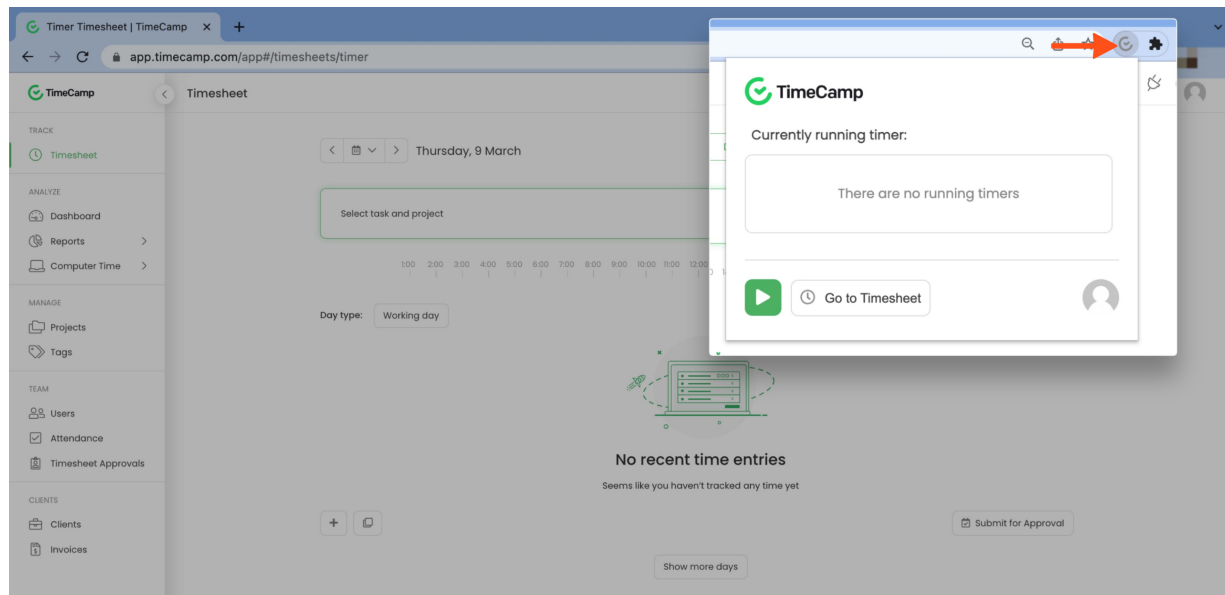 Timer Timesheet | TimeCamp
app.timecamp.com/app#/timesheets/timer
TimeCamp
Timesheet
TRACK
Timesheet
ANALYZE
Dashboard
Reports
Computer Time
MANAGE
Projects
Tags
TEAM
Users
Attendance
Timesheet Approvals
CLIENTS
Clients
Invoices
Thursday, 9 March
Select task and project
1:00 2:00 3:00 4:00 5:00 6:00 7:00 8:00 9:00 10:00 11:00 12:00
Day type: Working day
No recent time entries
Seems like you haven't tracked any time yet
Submit for Approval
Show more days
TimeCamp
Currently running timer:
There are no running timers
Go to Timesheet